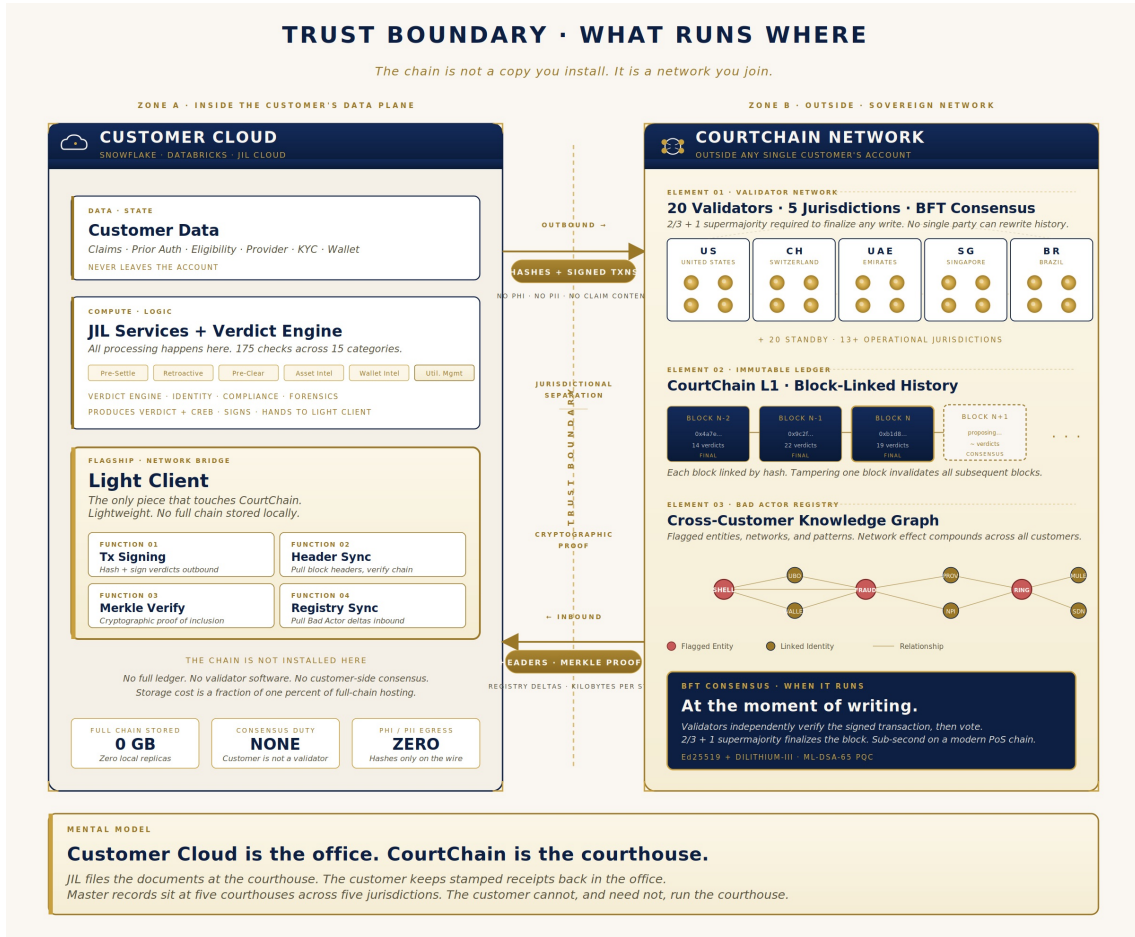 TRUST BOUNDARY · WHAT RUNS WHERE
The chain is not a copy you install. It is a network you join.
ZONE A · INSIDE THE CUSTOMER'S DATA PLANE
CUSTOMER CLOUD
SNOWFLAKE · DATABRICKS · JIL CLOUD
DATA · STATE
Customer Data
Claims · Prior Auth · Eligibility · Provider · KYC · Wallet
NEVER LEAVES THE ACCOUNT
COMPUTE · LOGIC
JIL Services + Verdict Engine
All processing happens here. 175 checks across 15 categories.
Pre-Settle Retroactive Pre-Clear Asset Intel Wallet Intel Util. Mgmt
VERDICT ENGINE · IDENTITY · COMPLIANCE · FORENSICS
PRODUCES VERDICT + CREB · SIGNS · HANDS TO LIGHT CLIENT
FLAGSHIP · NETWORK BRIDGE
Light Client
The only piece that touches CourtChain.
Lightweight. No full chain stored locally.
FUNCTION 01
Tx Signing
Hash + sign verdicts outbound
FUNCTION 02
Header Sync
Pull block headers, verify chain
FUNCTION 03
Merkle Verify
Cryptographic proof of inclusion
FUNCTION 04
Registry Sync
Pull Bad Actor deltas inbound
THE CHAIN IS NOT INSTALLED HERE
No full ledger. No validator software. No customer-side consensus.
Storage cost is a fraction of one percent of full-chain hosting.
FULL CHAIN STORED
0 GB
Zero local replicas
CONSENSUS DUTY
NONE
Customer is not a validator
PHI / PII EGRESS
ZERO
Hashes only on the wire
OUTBOUND →
HASHES + SIGNED TXNS
NO PHI · NO PII · NO CLAIM CONTEN
JURISDICTIONAL
SEPARATION
TRUST BOUNDARY
CRYPTOGRAPHIC
PROOF
← INBOUND
EADERS · MERKLE PROOF
REGISTRY DELTAS · KILOBYTES PER S
ZONE B · OUTSIDE · SOVEREIGN NETWORK
COURTCHAIN NETWORK
OUTSIDE ANY SINGLE CUSTOMER'S ACCOUNT
ELEMENT 01 · VALIDATOR NETWORK
20 Validators · 5 Jurisdictions · BFT Consensus
2/3 + 1 supermajority required to finalize any write. No single party can rewrite history.
US
UNITED STATES
CH
SWITZERLAND
UAE
EMIRATES
SG
SINGAPORE
BR
BRAZIL
+ 20 STANDBY · 13+ OPERATIONAL JURISDICTIONS
ELEMENT 02 · IMMUTABLE LEDGER
CourtChain L1 · Block-Linked History
BLOCK N-2
0x4a7e...
14 verdicts
FINAL
BLOCK N-1
0x9c2f...
22 verdicts
FINAL
BLOCK N
0xb1d8...
19 verdicts
FINAL
BLOCK N+1
proposing...
~ verdicts
CONSENSUS
· · ·
Each block linked by hash. Tampering one block invalidates all subsequent blocks.
ELEMENT 03 · BAD ACTOR REGISTRY
Cross-Customer Knowledge Graph
Flagged entities, networks, and patterns. Network effect compounds across all customers.
UBO PROV MULE
SHELL FRAUD RING
ALLE NPI SDN
Flagged Entity Linked Identity Relationship
BFT CONSENSUS · WHEN IT RUNS
At the moment of writing.
Validators independently verify the signed transaction, then vote.
2/3 + 1 supermajority finalizes the block. Sub-second on a modern PoS chain.
Ed25519 + DILITHIUM-III · ML-DSA-65 PQC
MENTAL MODEL
Customer Cloud is the office. CourtChain is the courthouse.
JIL files the documents at the courthouse. The customer keeps stamped receipts back in the office.
Master records sit at five courthouses across five jurisdictions. The customer cannot, and need not, run the courthouse.